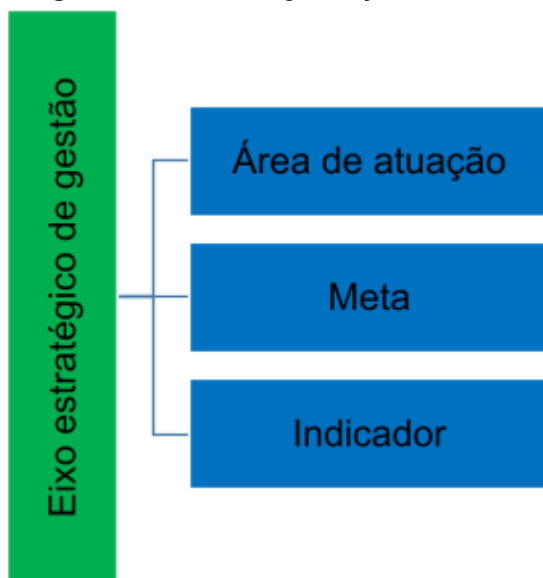 Eixo estratégico de gestão
Área de atuação
Meta
Indicador